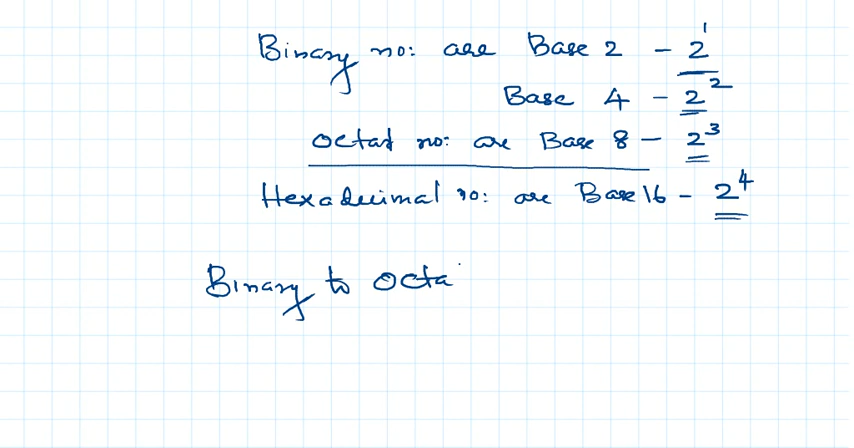 Binary no: are Base 2 - 2¹
Base 4 - 2²
Octal no: are Base 8 - 2³
Hexadecimal no: are Base 16 - 2⁴
Binary to Octa